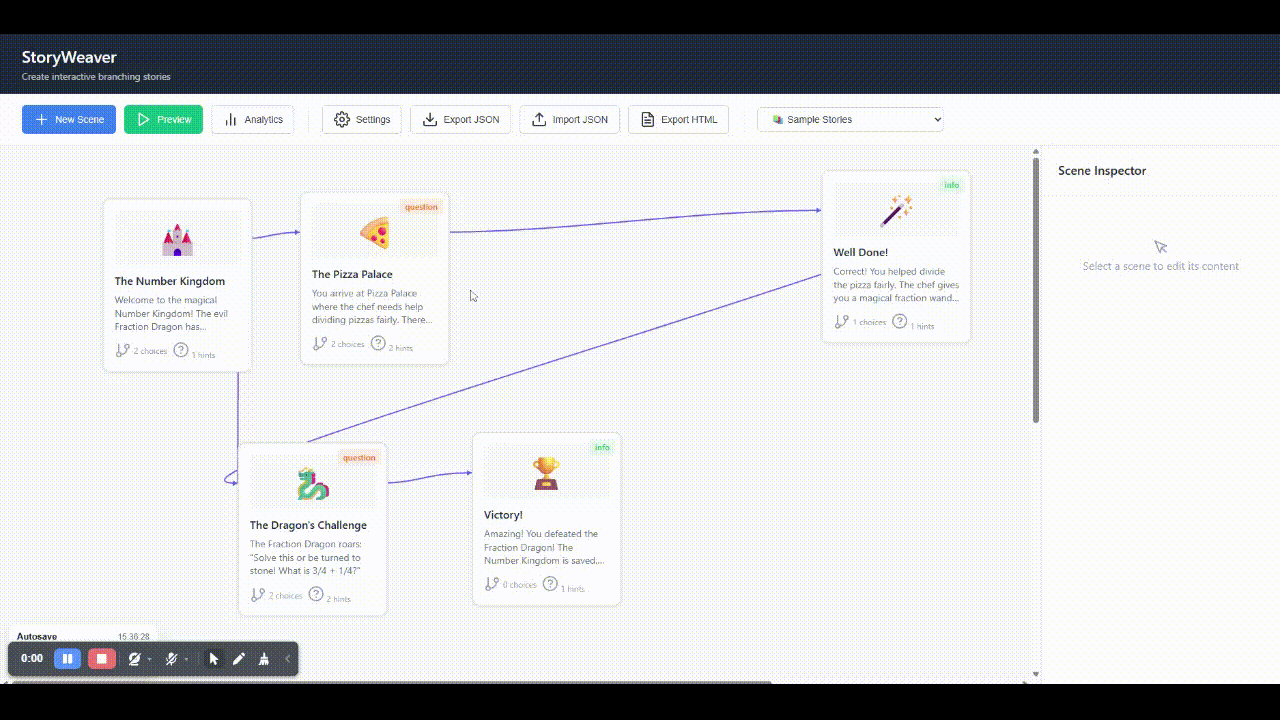 StoryWeaver
Create interactive branching stories
New Scene
Preview
Analytics
Settings
Export JSON
Import JSON
Export HTML
Sample Stories
The Number Kingdom
Welcome to the magical
Number Kingdom! The evil
Fraction Dragon has...
2 choices
1 hints
question
The Pizza Palace
You arrive at Pizza Palace
where the chef needs help
dividing pizzas fairly. There...
2 choices
2 hints
info
Well Done!
Correct! You helped divide
the pizza fairly. The chef gives
you a magical fraction wand...
1 choices
1 hints
Scene Inspector
Select a scene to edit its content
question
The Dragon's Challenge
The Fraction Dragon roars:
"Solve this or be turned to
stone! What is 3/4 + 1/4?"
2 choices
2 hints
info
Victory!
Amazing! You defeated the
Fraction Dragon! The
Number Kingdom is saved....
0 choices
1 hints
Autosave
15:36:28
0:00